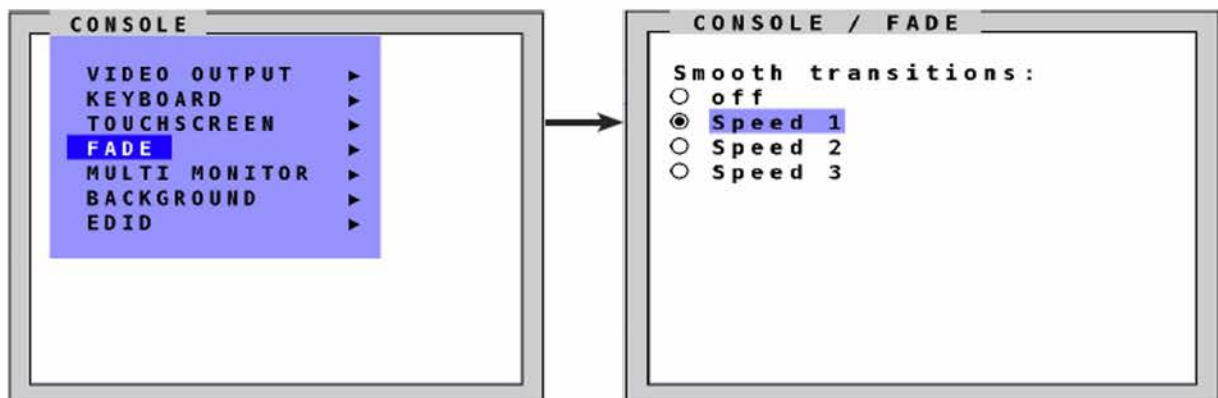 CONSOLE
VIDEO OUTPUT ►
KEYBOARD ►
TOUCHSCREEN ►
FADE ►
MULTI MONITOR ►
BACKGROUND ►
EDID ►
CONSOLE / FADE
Smooth transitions:
off
Speed 1
Speed 2
Speed 3